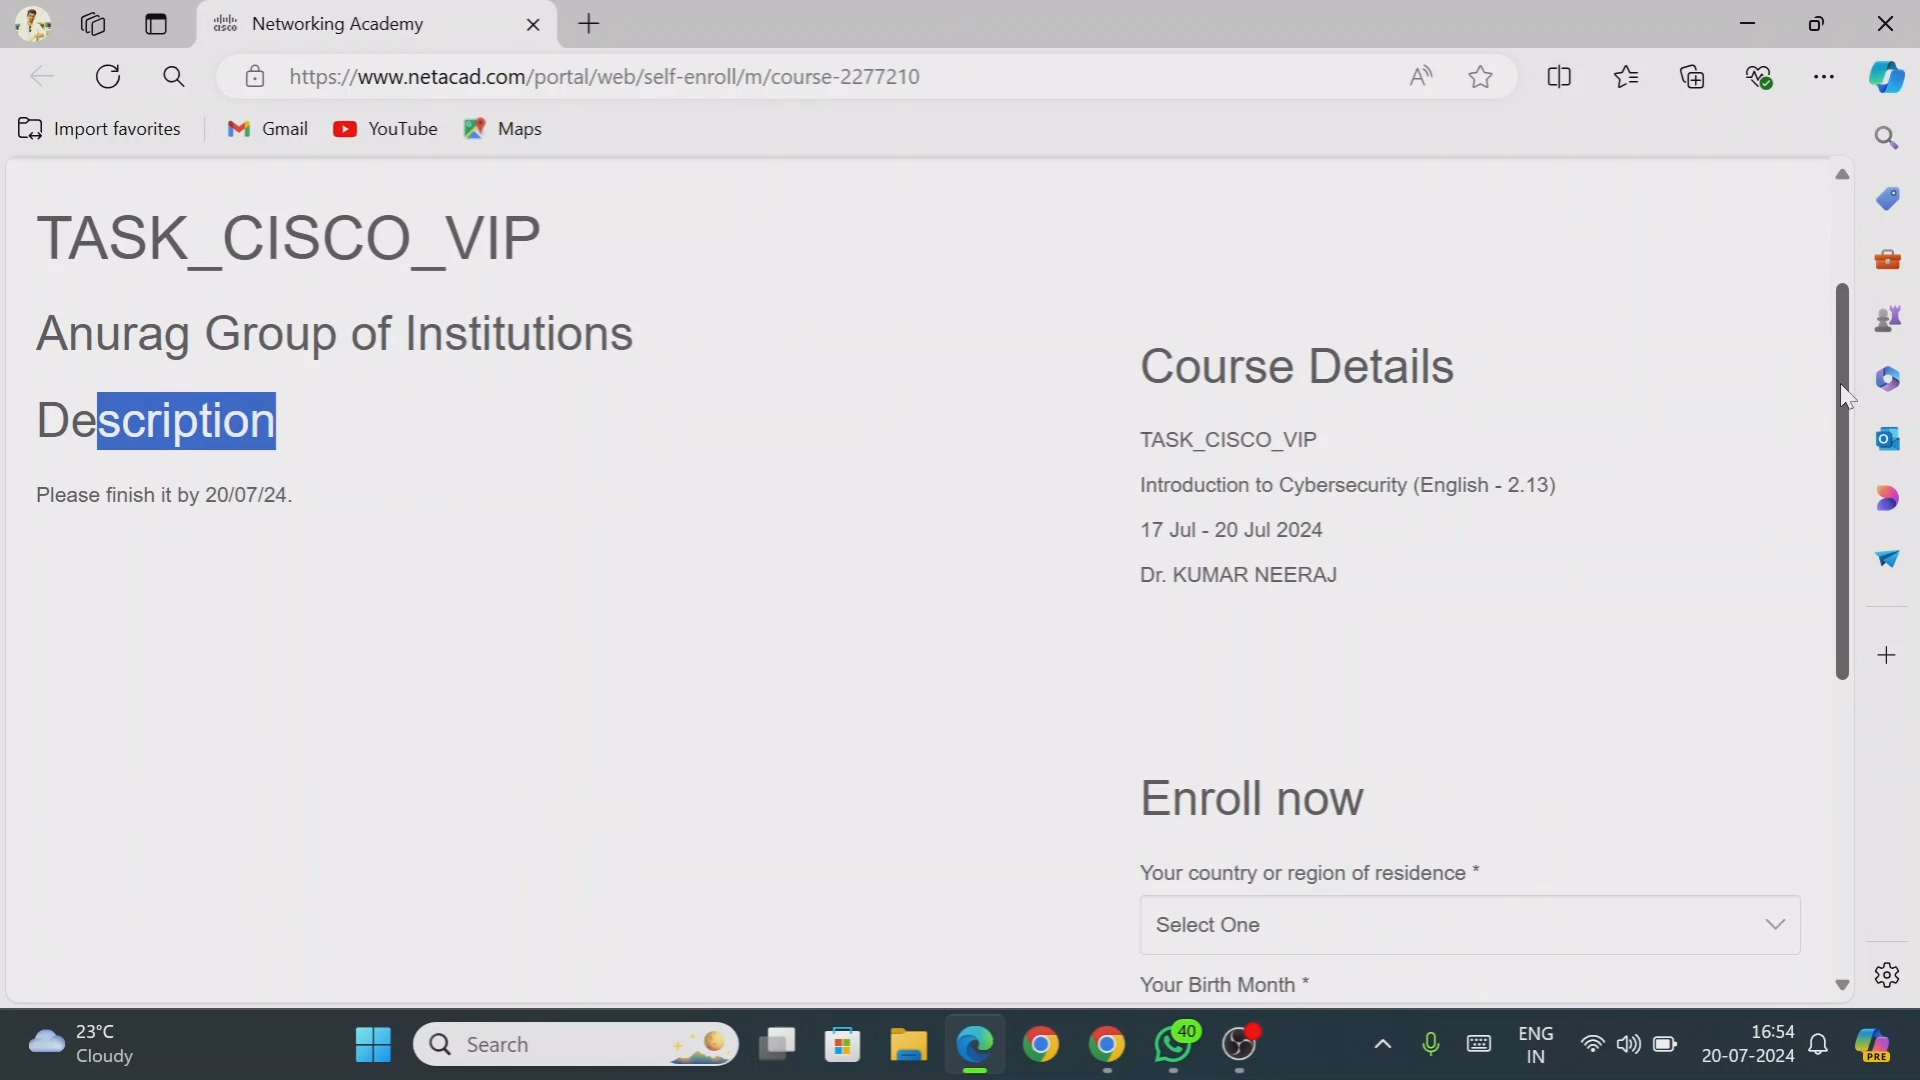 Networking Academy
https://www.netacad.com/portal/web/self-enroll/m/course-2277210
Import favorites
Gmail
YouTube
Maps
TASK_CISCO_VIP
Anurag Group of Institutions
Description
Please finish it by 20/07/24.
Course Details
TASK_CISCO_VIP
Introduction to Cybersecurity (English - 2.13)
17 Jul - 20 Jul 2024
Dr. KUMAR NEERAJ
Enroll now
Your country or region of residence *
Select One
Your Birth Month *
23°C
Cloudy
Search
40
ENG
IN
16:54
20-07-2024
PRE